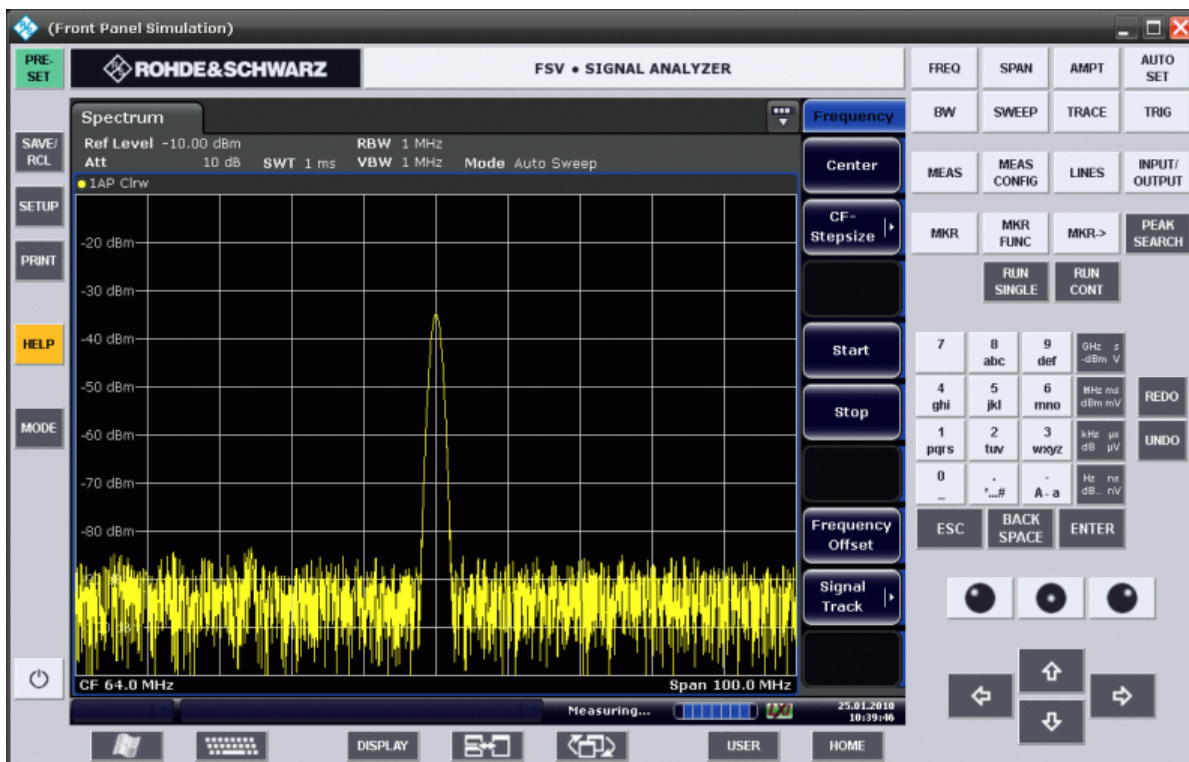 (Front Panel Simulation)
PRE-
SET
ROHDE&SCHWARZ
FSV • SIGNAL ANALYZER
FREQ
SPAN
AMPT
AUTO
SET
BW
SWEEP
TRACE
TRIG
MEAS
MEAS
CONFIG
LINES
INPUT/
OUTPUT
MKR
MKR
FUNC
MKR->
PEAK
SEARCH
RUN
SINGLE
RUN
CONT
SAVE/
RCL
SETUP
PRINT
HELP
MODE
Spectrum
Ref Level -10.00 dBm
RBW 1 MHz
Att 10 dB SWT 1 ms VBW 1 MHz Mode Auto Sweep
1AP Clrw
-20 dBm
-30 dBm
-40 dBm
-50 dBm
-60 dBm
-70 dBm
-80 dBm
CF 64.0 MHz
Span 100.0 MHz
Measuring...
LXI
25.01.2010
10:39:46
Frequency
Center
CF-
Stepsize
Start
Stop
Frequency
Offset
Signal
Track
7
8
abc
9
def
GHz s
-dBm V
4
ghi
5
jkl
6
mno
MHz ms
dBm mV
REDO
1
pqrs
2
tuv
3
wxyz
kHz µs
dB µV
UNDO
0
_
.
*...#
-
A - a
Hz ns
dB.. nV
ESC
BACK
SPACE
ENTER
DISPLAY
USER
HOME